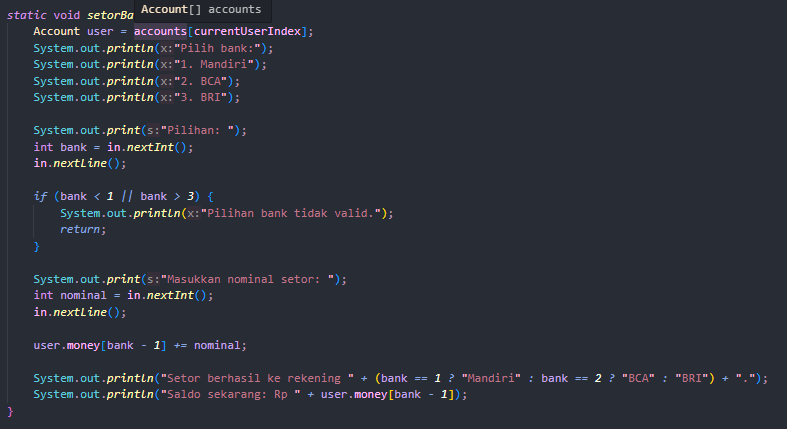 Account[] accounts
static void setorBa
Account user = accounts[currentUserIndex];
System.out.println(x:"Pilih bank:");
System.out.println(x:"1. Mandiri");
System.out.println(x:"2. BCA");
System.out.println(x:"3. BRI");
System.out.print(s:"Pilihan: ");
int bank = in.nextInt();
in.nextLine();
if (bank < 1 || bank > 3) {
System.out.println(x:"Pilihan bank tidak valid.");
return;
}
System.out.print(s:"Masukkan nominal setor: ");
int nominal = in.nextInt();
in.nextLine();
user.money[bank - 1] += nominal;
System.out.println("Setor berhasil ke rekening " + (bank == 1 ? "Mandiri" : bank == 2 ? "BCA" : "BRI") + ".");
System.out.println("Saldo sekarang: Rp " + user.money[bank - 1]);
}